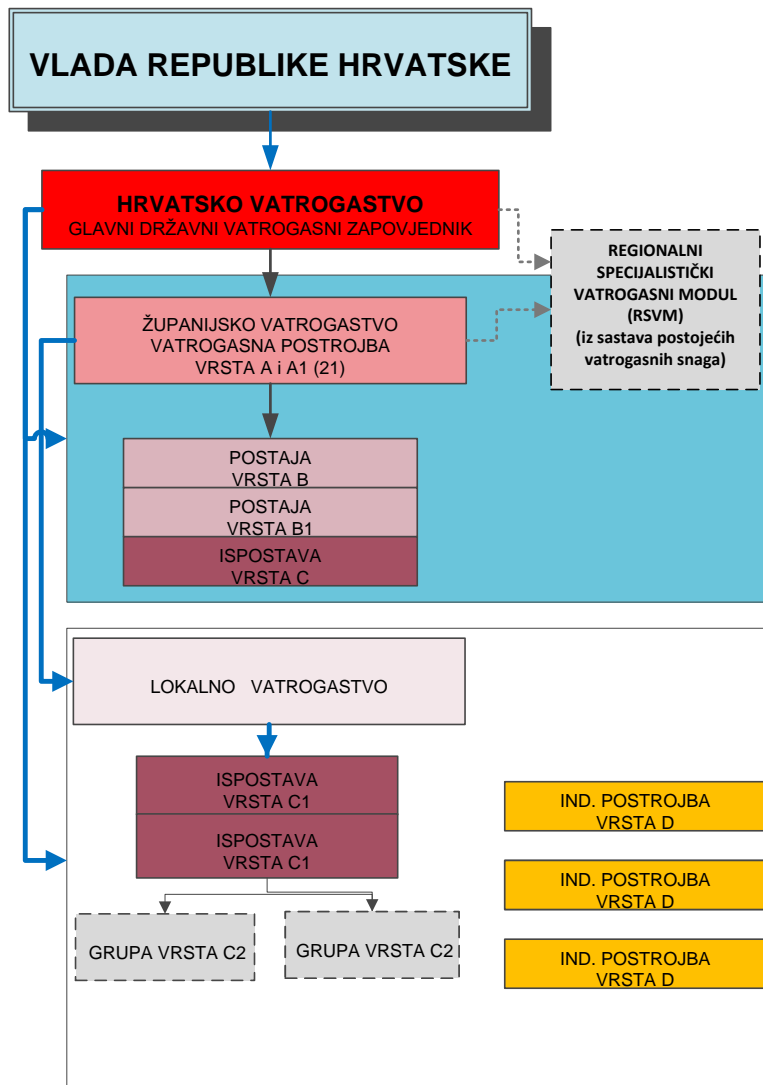 VLADA REPUBLIKE HRVATSKE
HRVATSKO VATROGASTVO
GLAVNI DRŽAVNI VATROGASNI ZAPOVJEDNIK
REGIONALNI
SPECIJALISTIČKI
VATROGASNI MODUL
(RSVM)
(iz sastava postojećih
vatrogasnih snaga)
ŽUPANIJSKO VATROGASTVO
VATROGASNA POSTROJBA
VRSTA A i A1 (21)
POSTAJA
VRSTA B
POSTAJA
VRSTA B1
ISPOSTAVA
VRSTA C
LOKALNO VATROGASTVO
ISPOSTAVA
VRSTA C1
ISPOSTAVA
VRSTA C1
GRUPA VRSTA C2
GRUPA VRSTA C2
IND. POSTROJBA
VRSTA D
IND. POSTROJBA
VRSTA D
IND. POSTROJBA
VRSTA D